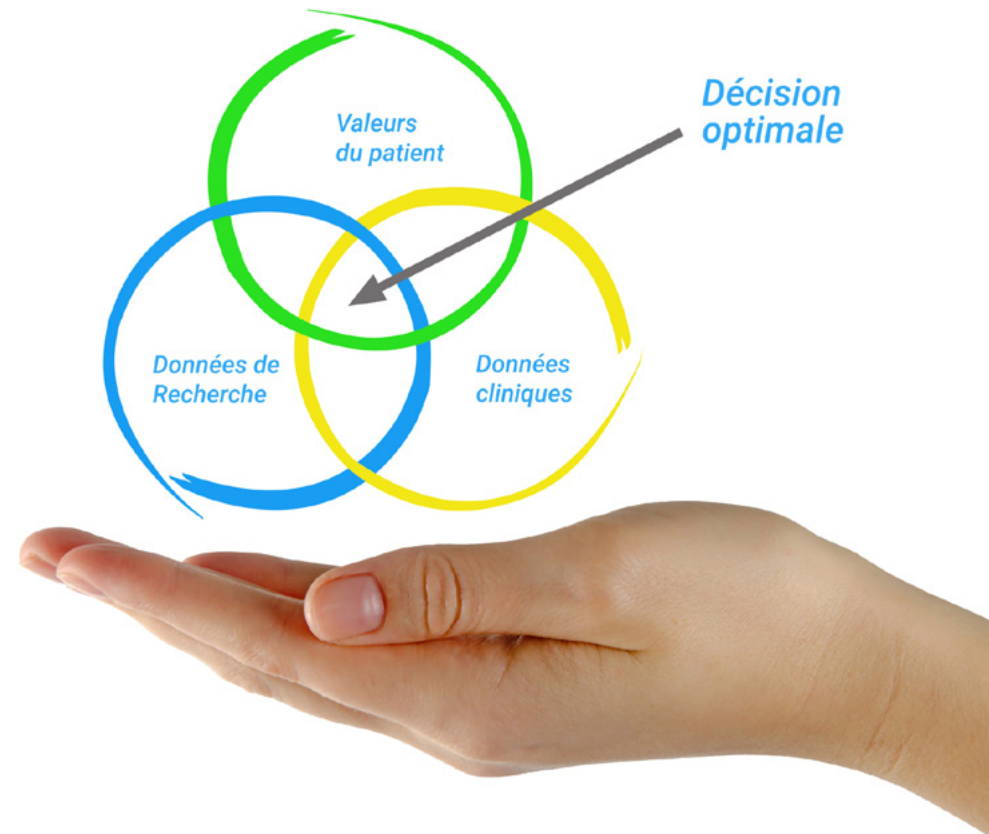 Valeurs
du patient
Décision
optimale
Données de
Recherche
Données
cliniques